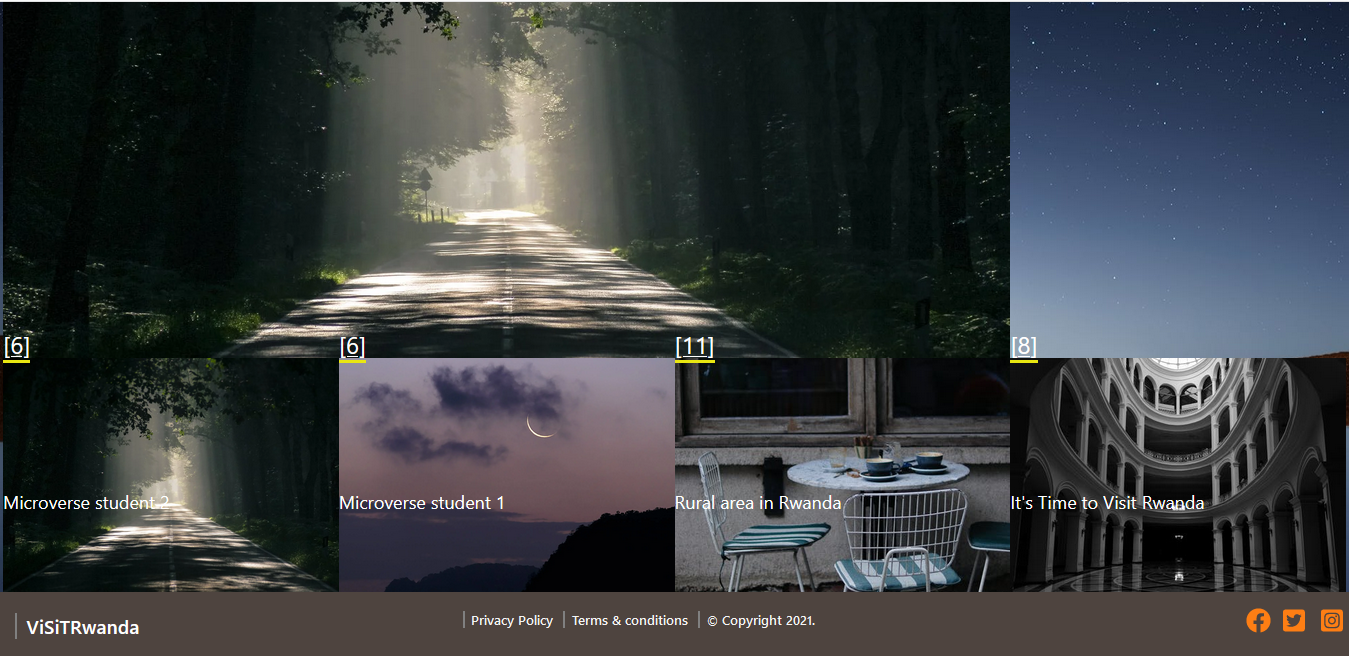 [6]
[6]
[11]
[8]
Microverse student 2
Microverse student 1
Rural area in Rwanda
It's Time to Visit Rwanda
ViSiTRwanda
Privacy Policy
Terms & conditions
© Copyright 2021.